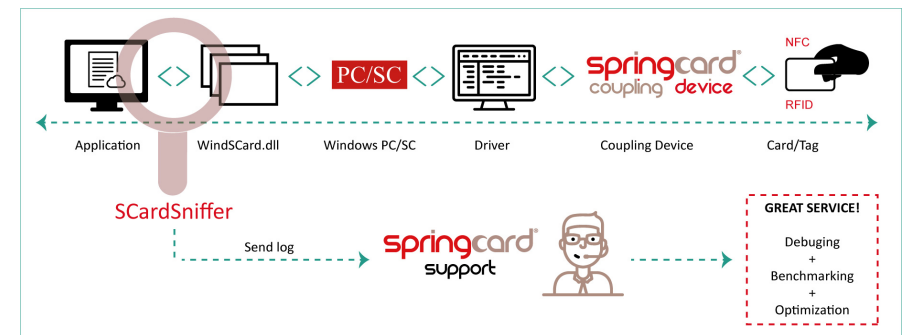 NFC
PC/SC
springcard
coupling device
RFID
Application
WindSCard.dll
Windows PC/SC
Driver
Coupling Device
Card/Tag
SCardSniffer
Send log
springcard
support
GREAT SERVICE!
Debuging
+
Benchmarking
+
Optimization